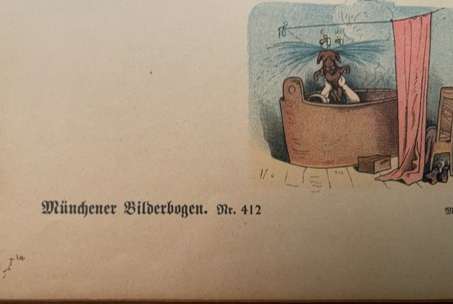 Münchener Bilderbogen. Nr. 412